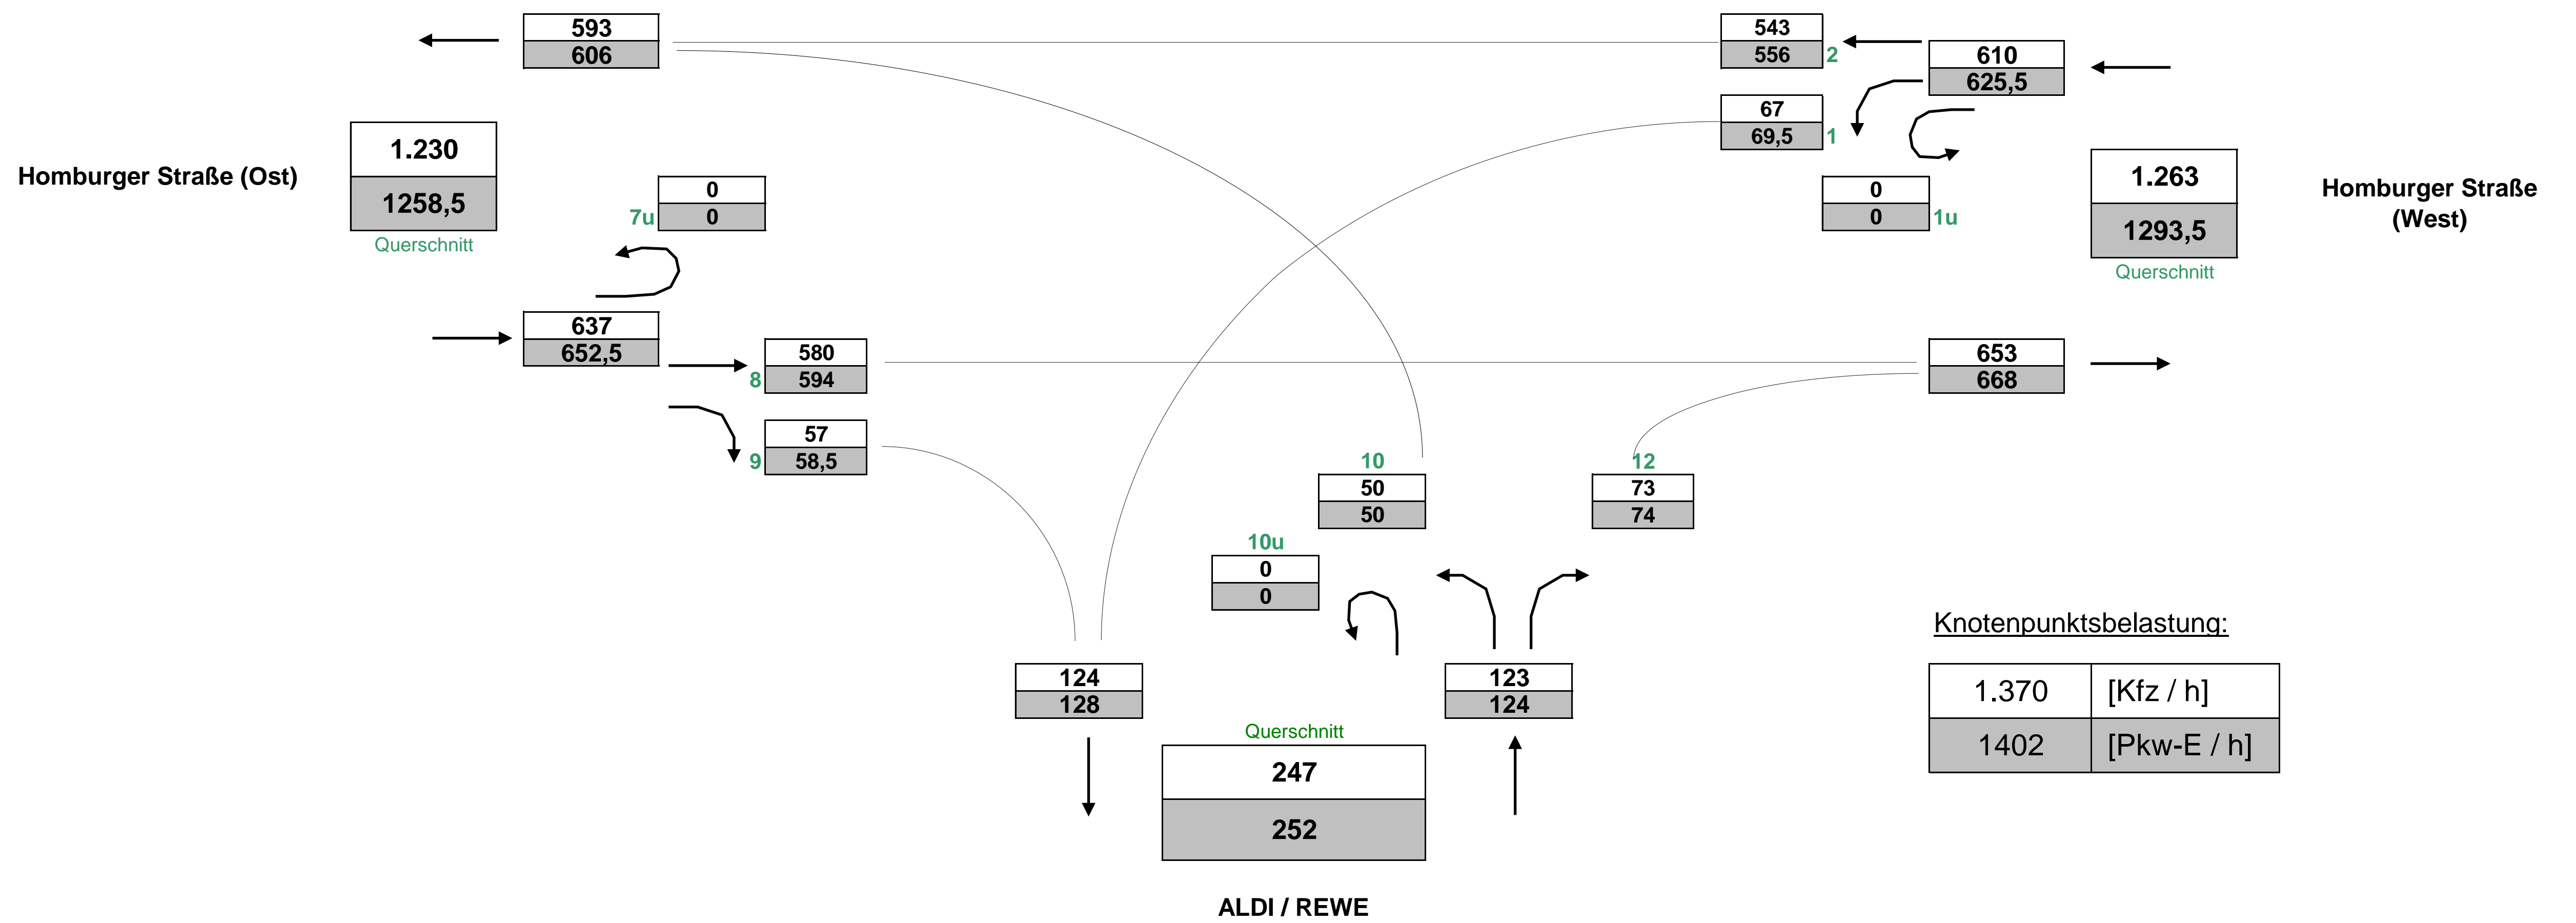 593
606
543
556 2
610
625,5
67
69,5 1
1.230
1258,5
Querschnitt
Homburger Straße (Ost)
0
7u 0
0
0 1u
1.263
1293,5
Querschnitt
Homburger Straße
(West)
637
652,5
580
8 594
653
668
57
9 58,5
10
50
50
12
73
74
10u
0
0
124
128
123
124
Querschnitt
247
252
ALDI / REWE
Knotenpunktsbelastung:
1.370 [Kfz / h]
1402 [Pkw-E / h]